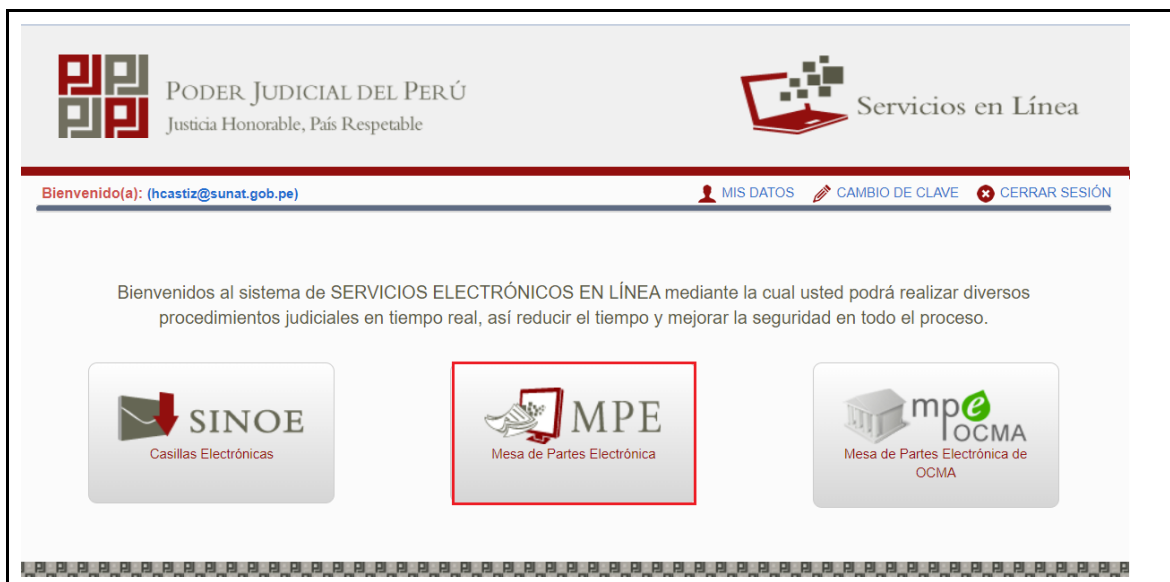 PODER JUDICIAL DEL PERÚ
Justicia Honorable, País Respetable
Servicios en Línea
Bienvenido(a): (hcastiz@sunat.gob.pe)
MIS DATOS
CAMBIO DE CLAVE
CERRAR SESIÓN
Bienvenidos al sistema de SERVICIOS ELECTRÓNICOS EN LÍNEA mediante la cual usted podrá realizar diversos
procedimientos judiciales en tiempo real, así reducir el tiempo y mejorar la seguridad en todo el proceso.
SINOE
Casillas Electrónicas
MPE
Mesa de Partes Electrónica
mpe
OCMA
Mesa de Partes Electrónica de
OCMA